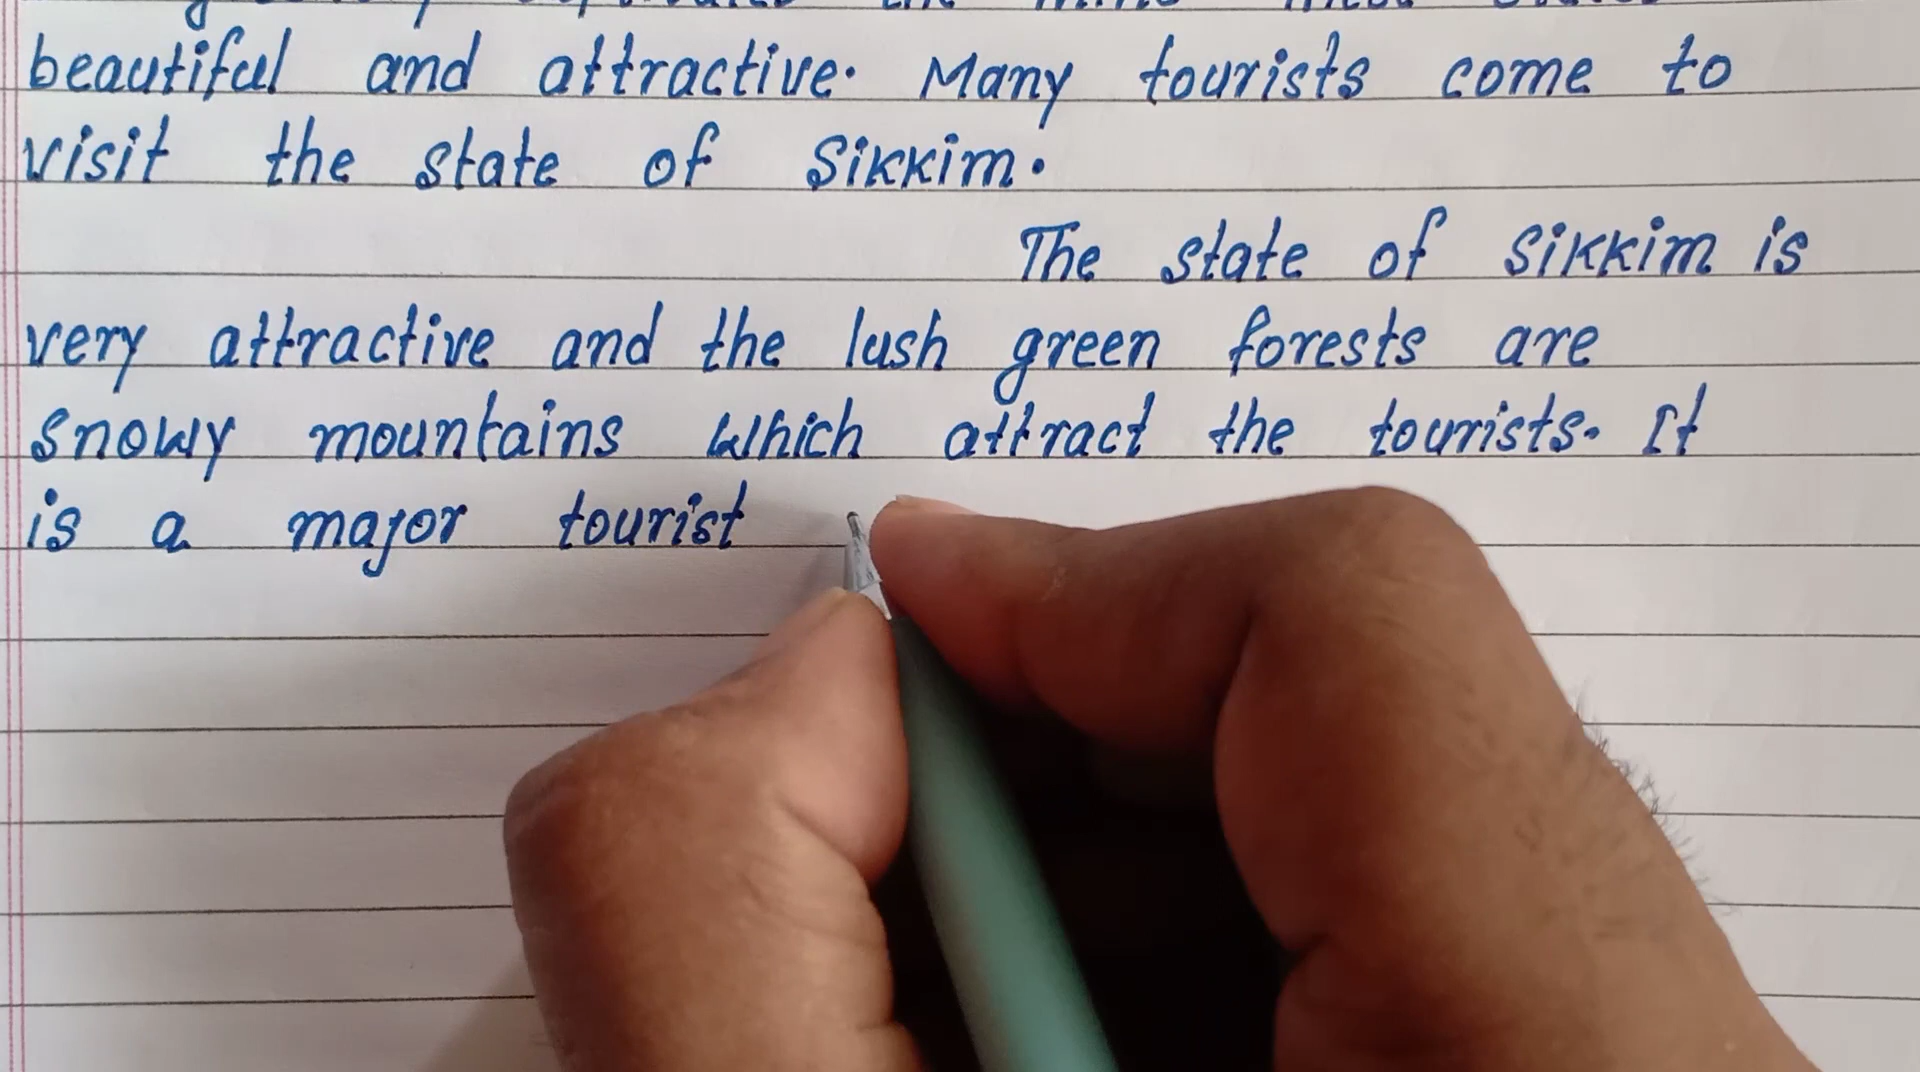 beautiful and attractive. Many tourists come to
visit the state of Sikkim.
The state of Sikkim is
very attractive and the lush green forests are
snowy mountains which attract the tourists. It
is a major tourist